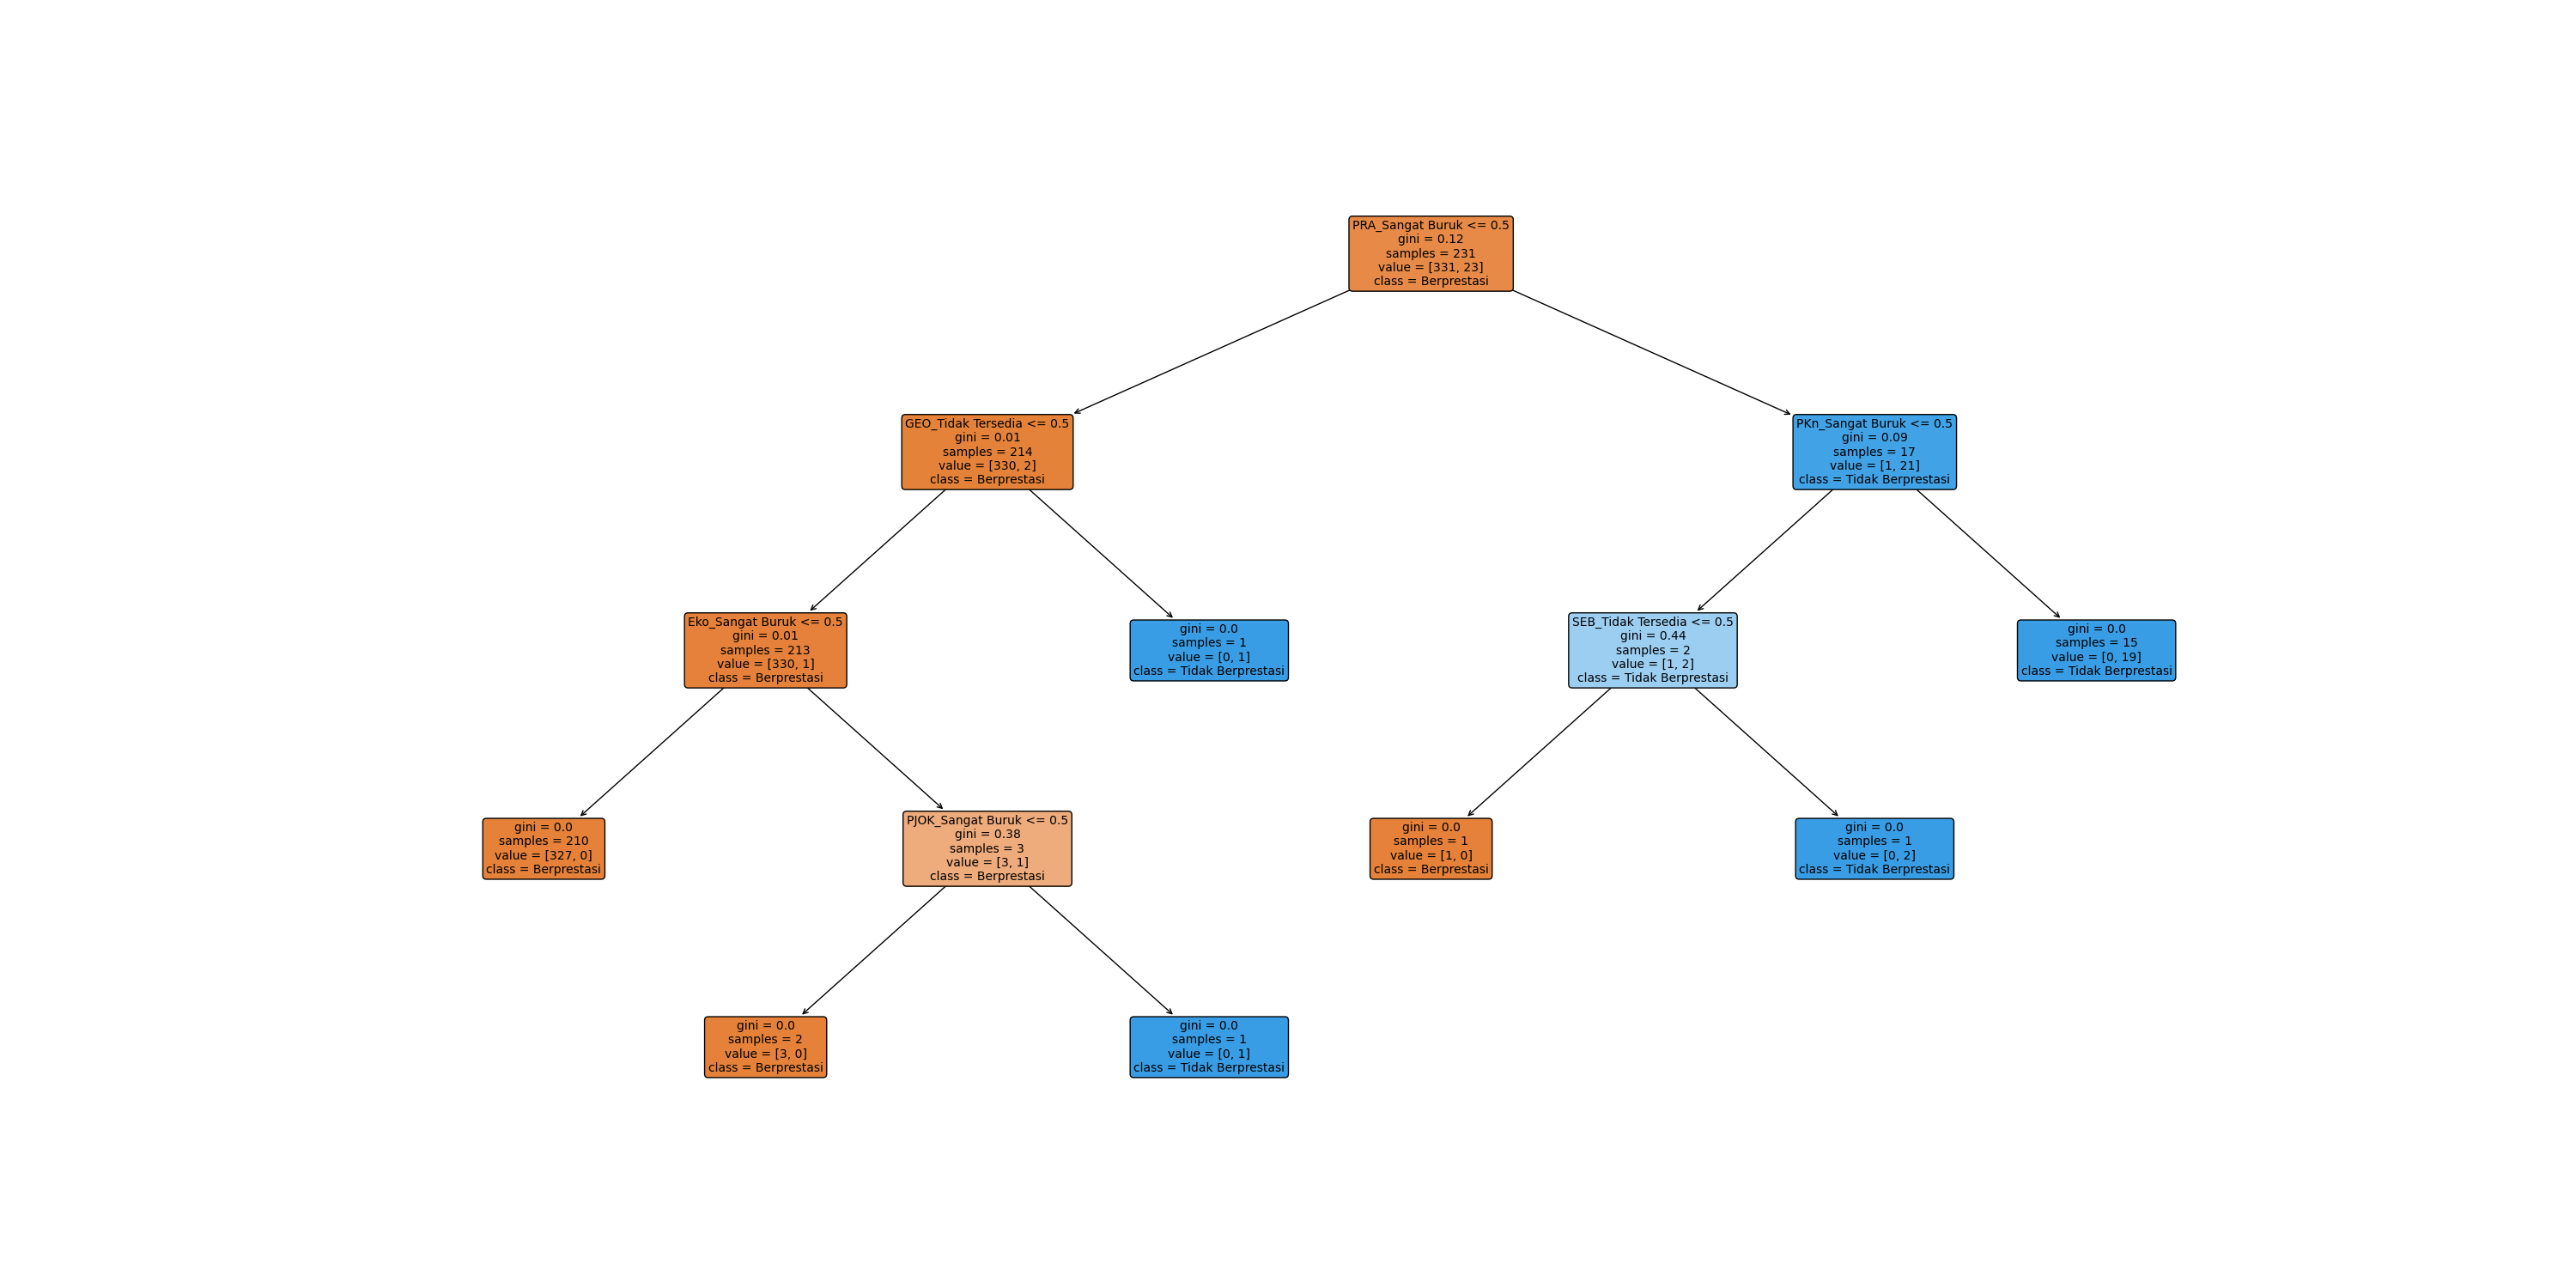 PRA_Sangat Buruk <= 0.5
gini = 0.12
samples = 231
value = [331, 23]
class = Berprestasi
GEO_Tidak Tersedia <= 0.5
gini = 0.01
samples = 214
value = [330, 2]
class = Berprestasi
PKn_Sangat Buruk <= 0.5
gini = 0.09
samples = 17
value = [1, 21]
class = Tidak Berprestasi
Eko_Sangat Buruk <= 0.5
gini = 0.01
samples = 213
value = [330, 1]
class = Berprestasi
gini = 0.0
samples = 1
value = [0, 1]
class = Tidak Berprestasi
SEB_Tidak Tersedia <= 0.5
gini = 0.44
samples = 2
value = [1, 2]
class = Tidak Berprestasi
gini = 0.0
samples = 15
value = [0, 19]
class = Tidak Berprestasi
gini = 0.0
samples = 210
value = [327, 0]
class = Berprestasi
PJOK_Sangat Buruk <= 0.5
gini = 0.38
samples = 3
value = [3, 1]
class = Berprestasi
gini = 0.0
samples = 1
value = [1, 0]
class = Berprestasi
gini = 0.0
samples = 1
value = [0, 2]
class = Tidak Berprestasi
gini = 0.0
samples = 2
value = [3, 0]
class = Berprestasi
gini = 0.0
samples = 1
value = [0, 1]
class = Tidak Berprestasi